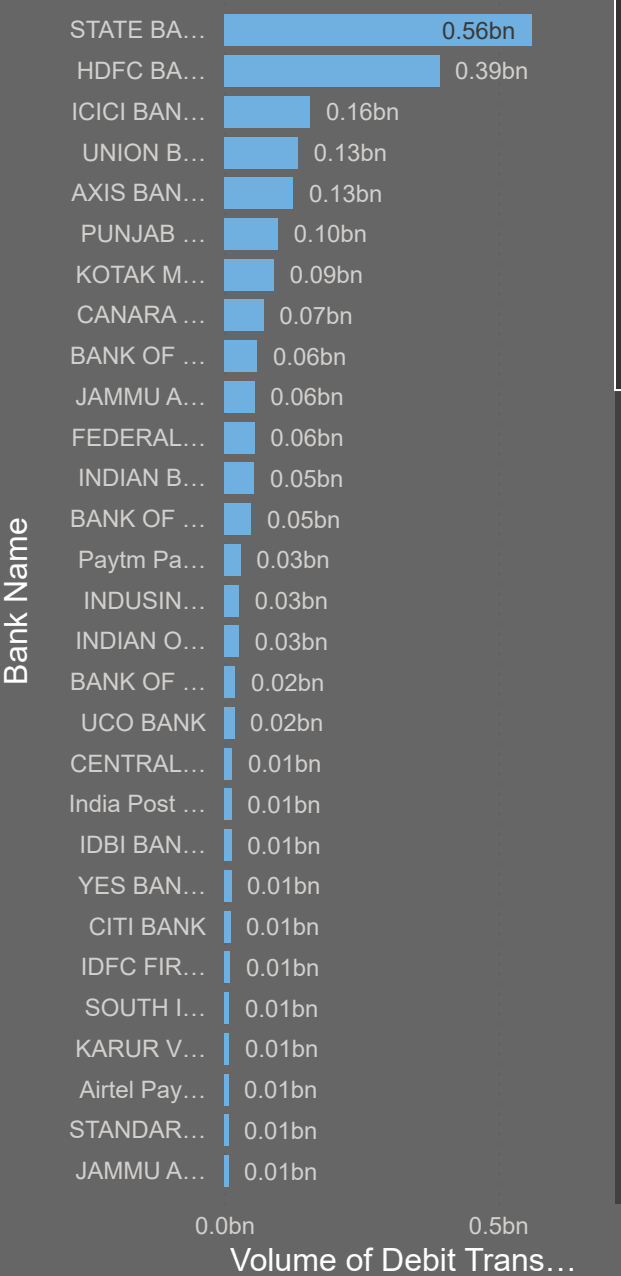 STATE BA… 0.56bn
HDFC BA… 0.39bn
ICICI BAN… 0.16bn
UNION B… 0.13bn
AXIS BAN… 0.13bn
PUNJAB … 0.10bn
KOTAK M… 0.09bn
CANARA … 0.07bn
BANK OF … 0.06bn
JAMMU A… 0.06bn
FEDERAL… 0.06bn
INDIAN B… 0.05bn
BANK OF … 0.05bn
Paytm Pa… 0.03bn
INDUSIN… 0.03bn
INDIAN O… 0.03bn
BANK OF … 0.02bn
UCO BANK 0.02bn
CENTRAL… 0.01bn
India Post … 0.01bn
IDBI BAN… 0.01bn
YES BAN… 0.01bn
CITI BANK 0.01bn
IDFC FIR… 0.01bn
SOUTH I… 0.01bn
KARUR V… 0.01bn
Airtel Pay… 0.01bn
STANDAR… 0.01bn
JAMMU A… 0.01bn
Bank Name
0.0bn 0.5bn
Volume of Debit Trans…